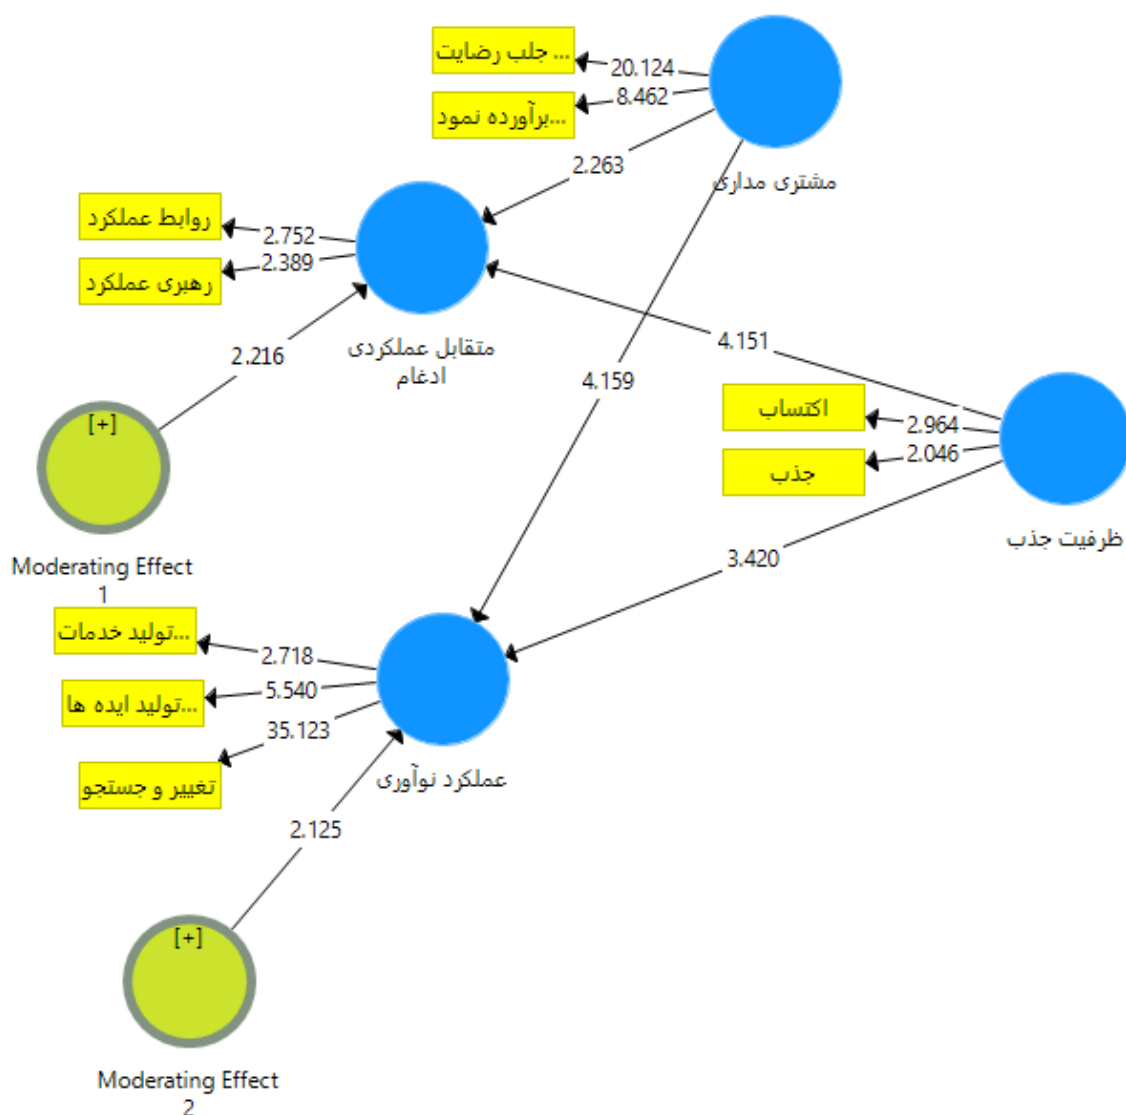 جلب رضایت ...
20.124
برآورده نمود...
8.462
مشتری مداری
2.263
روابط عملکرد
2.752
رهبری عملکرد
2.389
متقابل عملکردی
ادغام
2.216
4.151
4.159
[+]
Moderating Effect
1
اکتساب
2.964
جذب
2.046
ظرفیت جذب
3.420
تولید خدمات...
2.718
تولید ایده ها...
5.540
تغییر و جستجو
35.123
عملکرد نوآوری
2.125
[+]
Moderating Effect
2